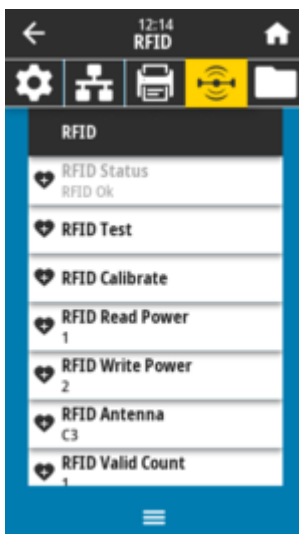 12:14
RFID
RFID
RFID Status
RFID Ok
RFID Test
RFID Calibrate
RFID Read Power
1
RFID Write Power
2
RFID Antenna
C3
RFID Valid Count
1